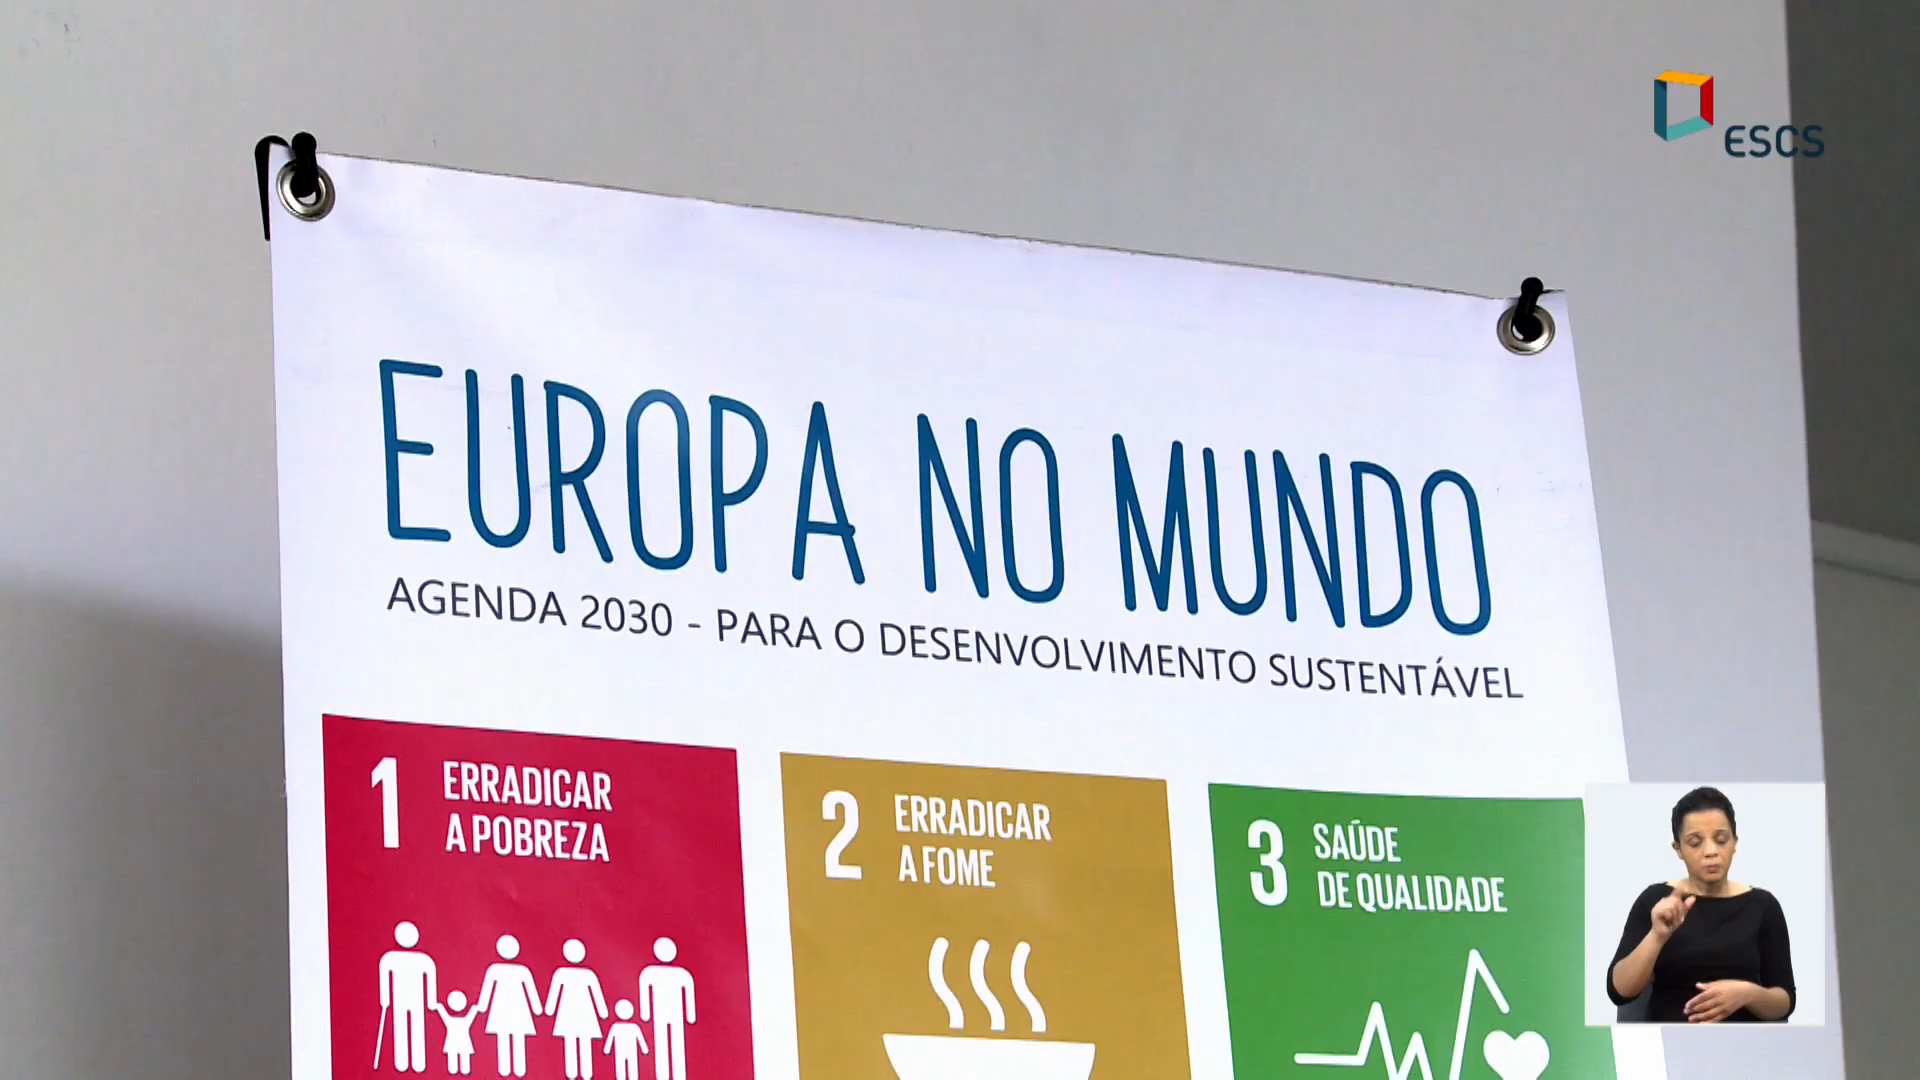 ESCS
EUROPA NO MUNDO
AGENDA 2030 - PARA O DESENVOLVIMENTO SUSTENTÁVEL
1 ERRADICAR
A POBREZA
2 ERRADICAR
A FOME
3 SAÚDE
DE QUALIDADE